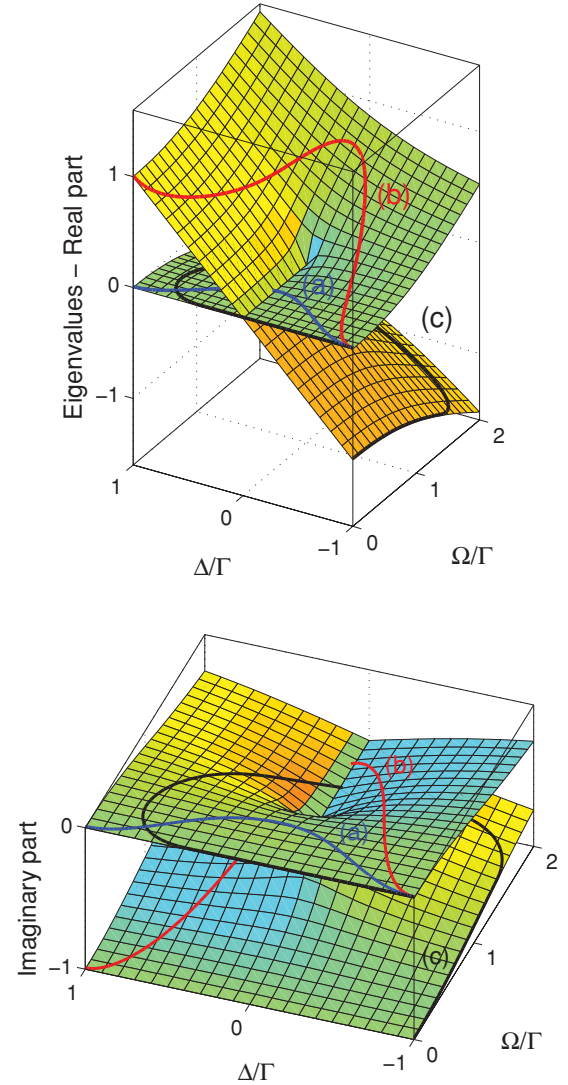 Eigenvalues – Real part
1
0
−1
(b)
(a)
(c)
1
0
−1
0
1
2
Δ/Γ
Ω/Γ
Imaginary part
0
−1
(b)
(a)
(c)
1
0
−1
0
1
2
Δ/Γ
Ω/Γ